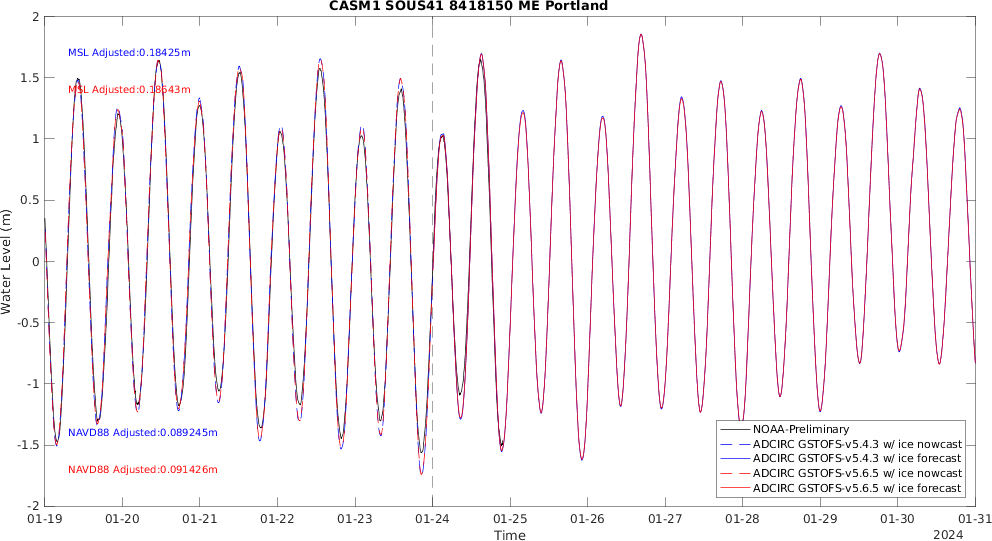 CASM1 SOUS41 8418150 ME Portland
MSL Adjusted:0.18425m
MSL Adjusted:0.18643m
NAVD88 Adjusted:0.089245m
NAVD88 Adjusted:0.091426m
Water Level (m)
2
1.5
1
0.5
0
-0.5
-1
-1.5
-2
01-19 01-20 01-21 01-22 01-23 01-24 01-25 01-26 01-27 01-28 01-29 01-30 01-31
Time
2024
NOAA-Preliminary
ADCIRC GSTOFS-v5.4.3 w/ ice nowcast
ADCIRC GSTOFS-v5.4.3 w/ ice forecast
ADCIRC GSTOFS-v5.6.5 w/ ice nowcast
ADCIRC GSTOFS-v5.6.5 w/ ice forecast